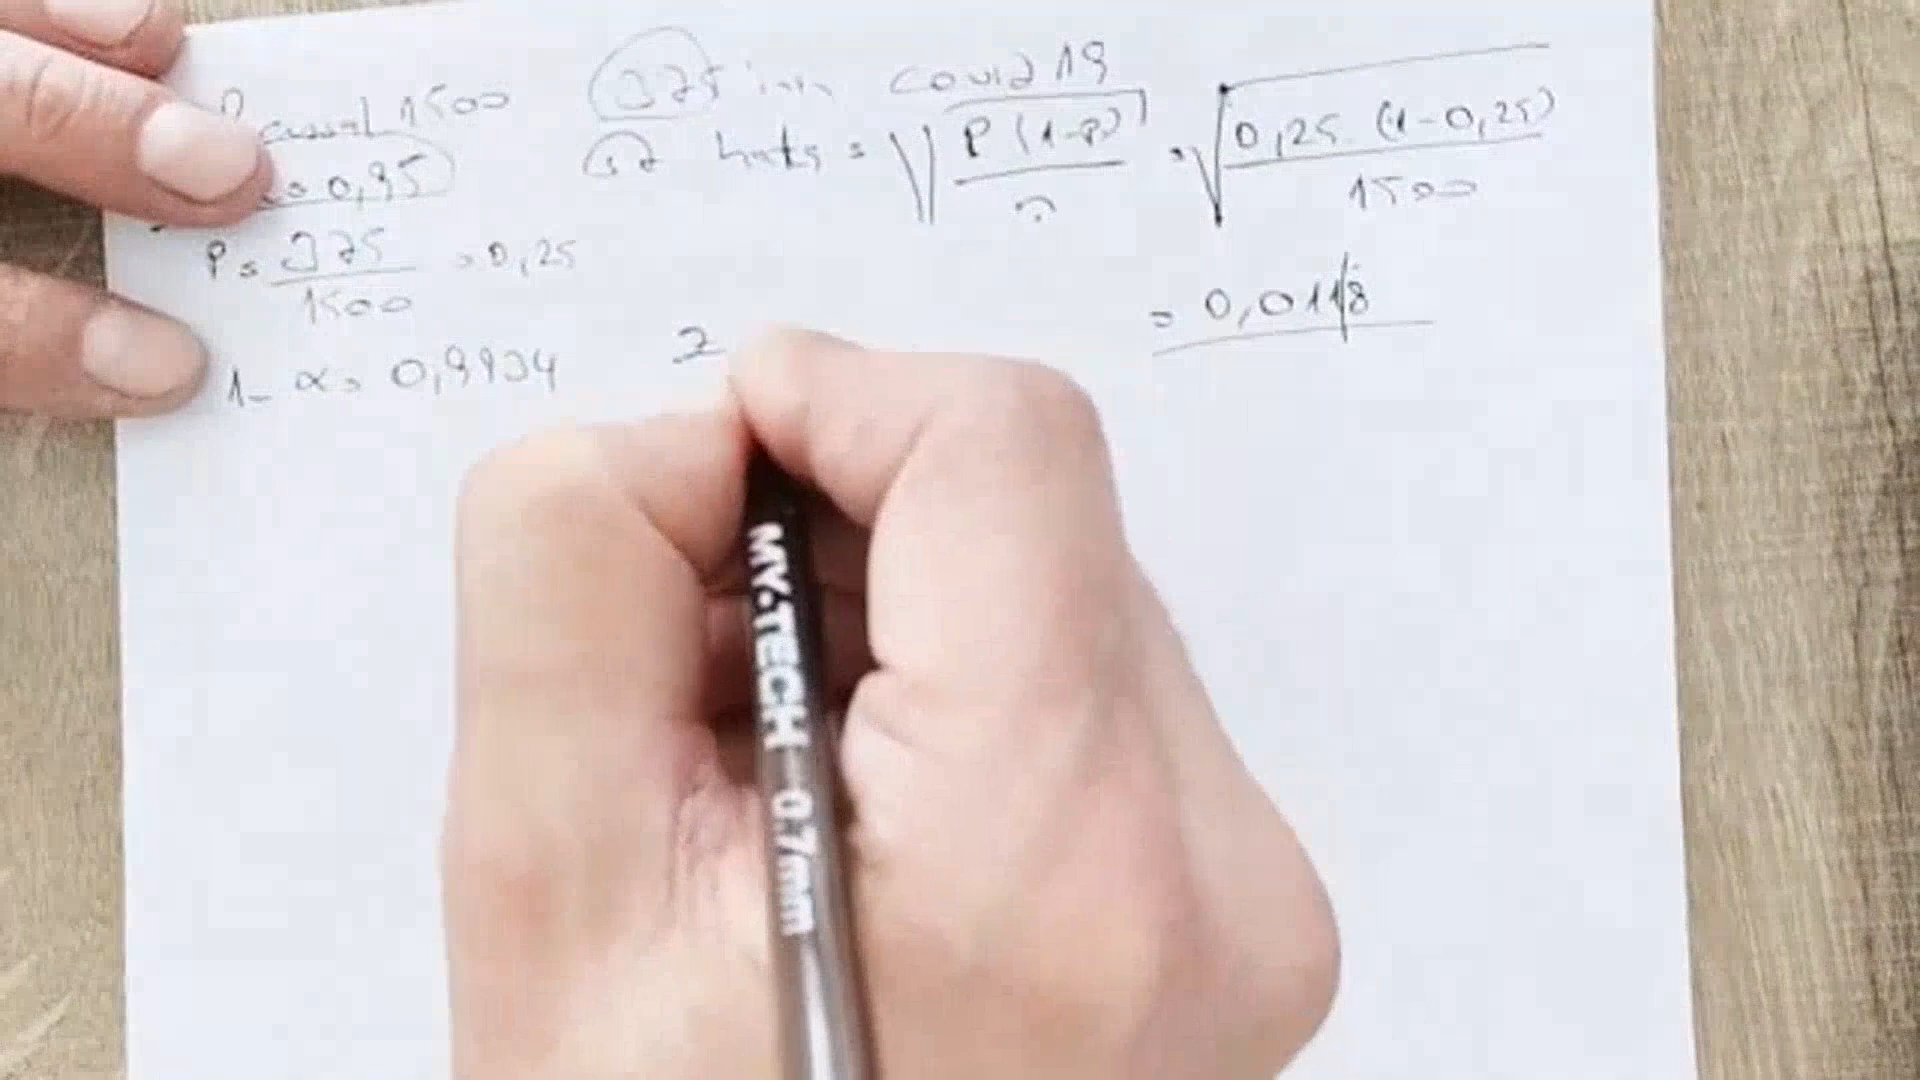 1500 375 covid 19
= 0,95
= √ P (1-P) / n = √ 0,25 . (1-0,25) / 1500
P = 375 / 1500 = 0,25
= 0,0118
1- α = 0,9934 Z
MY•TECH 0.7mm